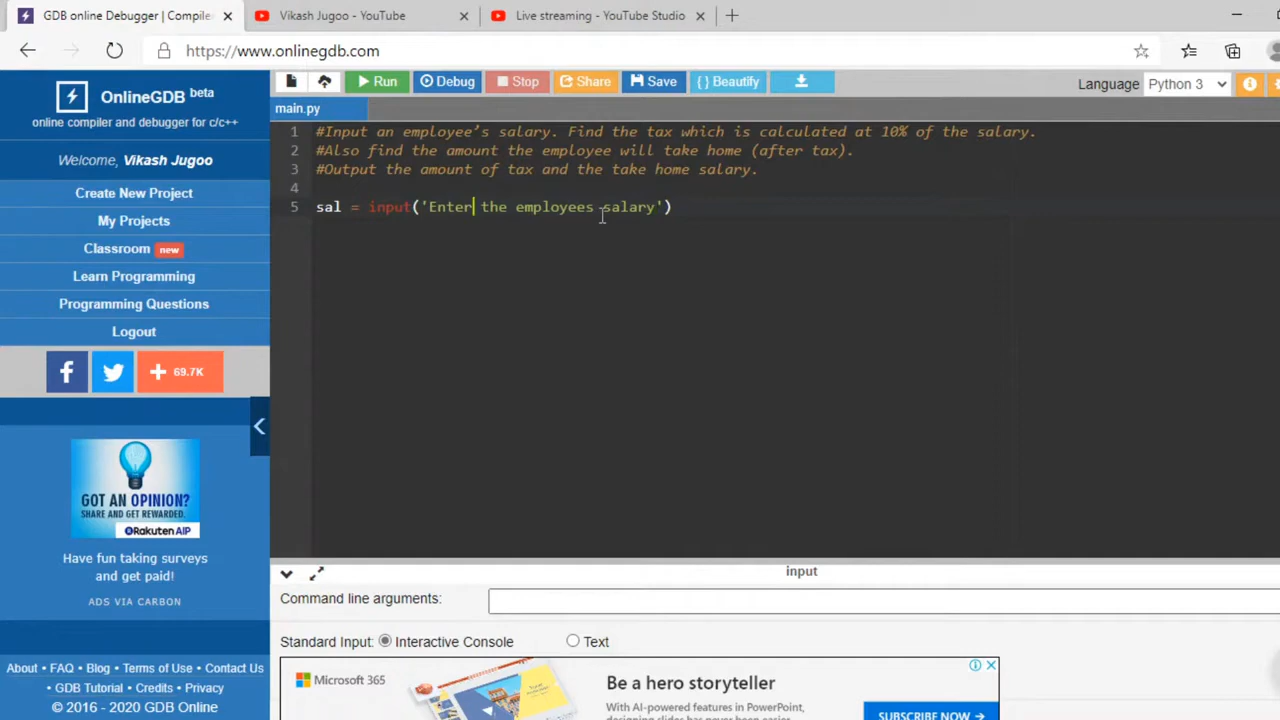 GDB online Debugger | Compiler
Vikash Jugoo - YouTube
Live streaming - YouTube Studio
https://www.onlinegdb.com
OnlineGDB beta
online compiler and debugger for c/c++
Welcome, Vikash Jugoo
Create New Project
My Projects
Classroom new
Learn Programming
Programming Questions
Logout
69.7K
GOT AN OPINION?
SHARE AND GET REWARDED.
Rakuten AIP
Have fun taking surveys
and get paid!
ADS VIA CARBON
About • FAQ • Blog • Terms of Use • Contact Us
• GDB Tutorial • Credits • Privacy
© 2016 - 2020 GDB Online
Run Debug Stop Share Save { } Beautify
Language Python 3
main.py
1 #Input an employee’s salary. Find the tax which is calculated at 10% of the salary.
2 #Also find the amount the employee will take home (after tax).
3 #Output the amount of tax and the take home salary.
4
5 sal = input('Enter the employees salary')
input
Command line arguments:
Standard Input: Interactive Console Text
Microsoft 365
Be a hero storyteller
With AI-powered features in PowerPoint,
SUBSCRIBE NOW →